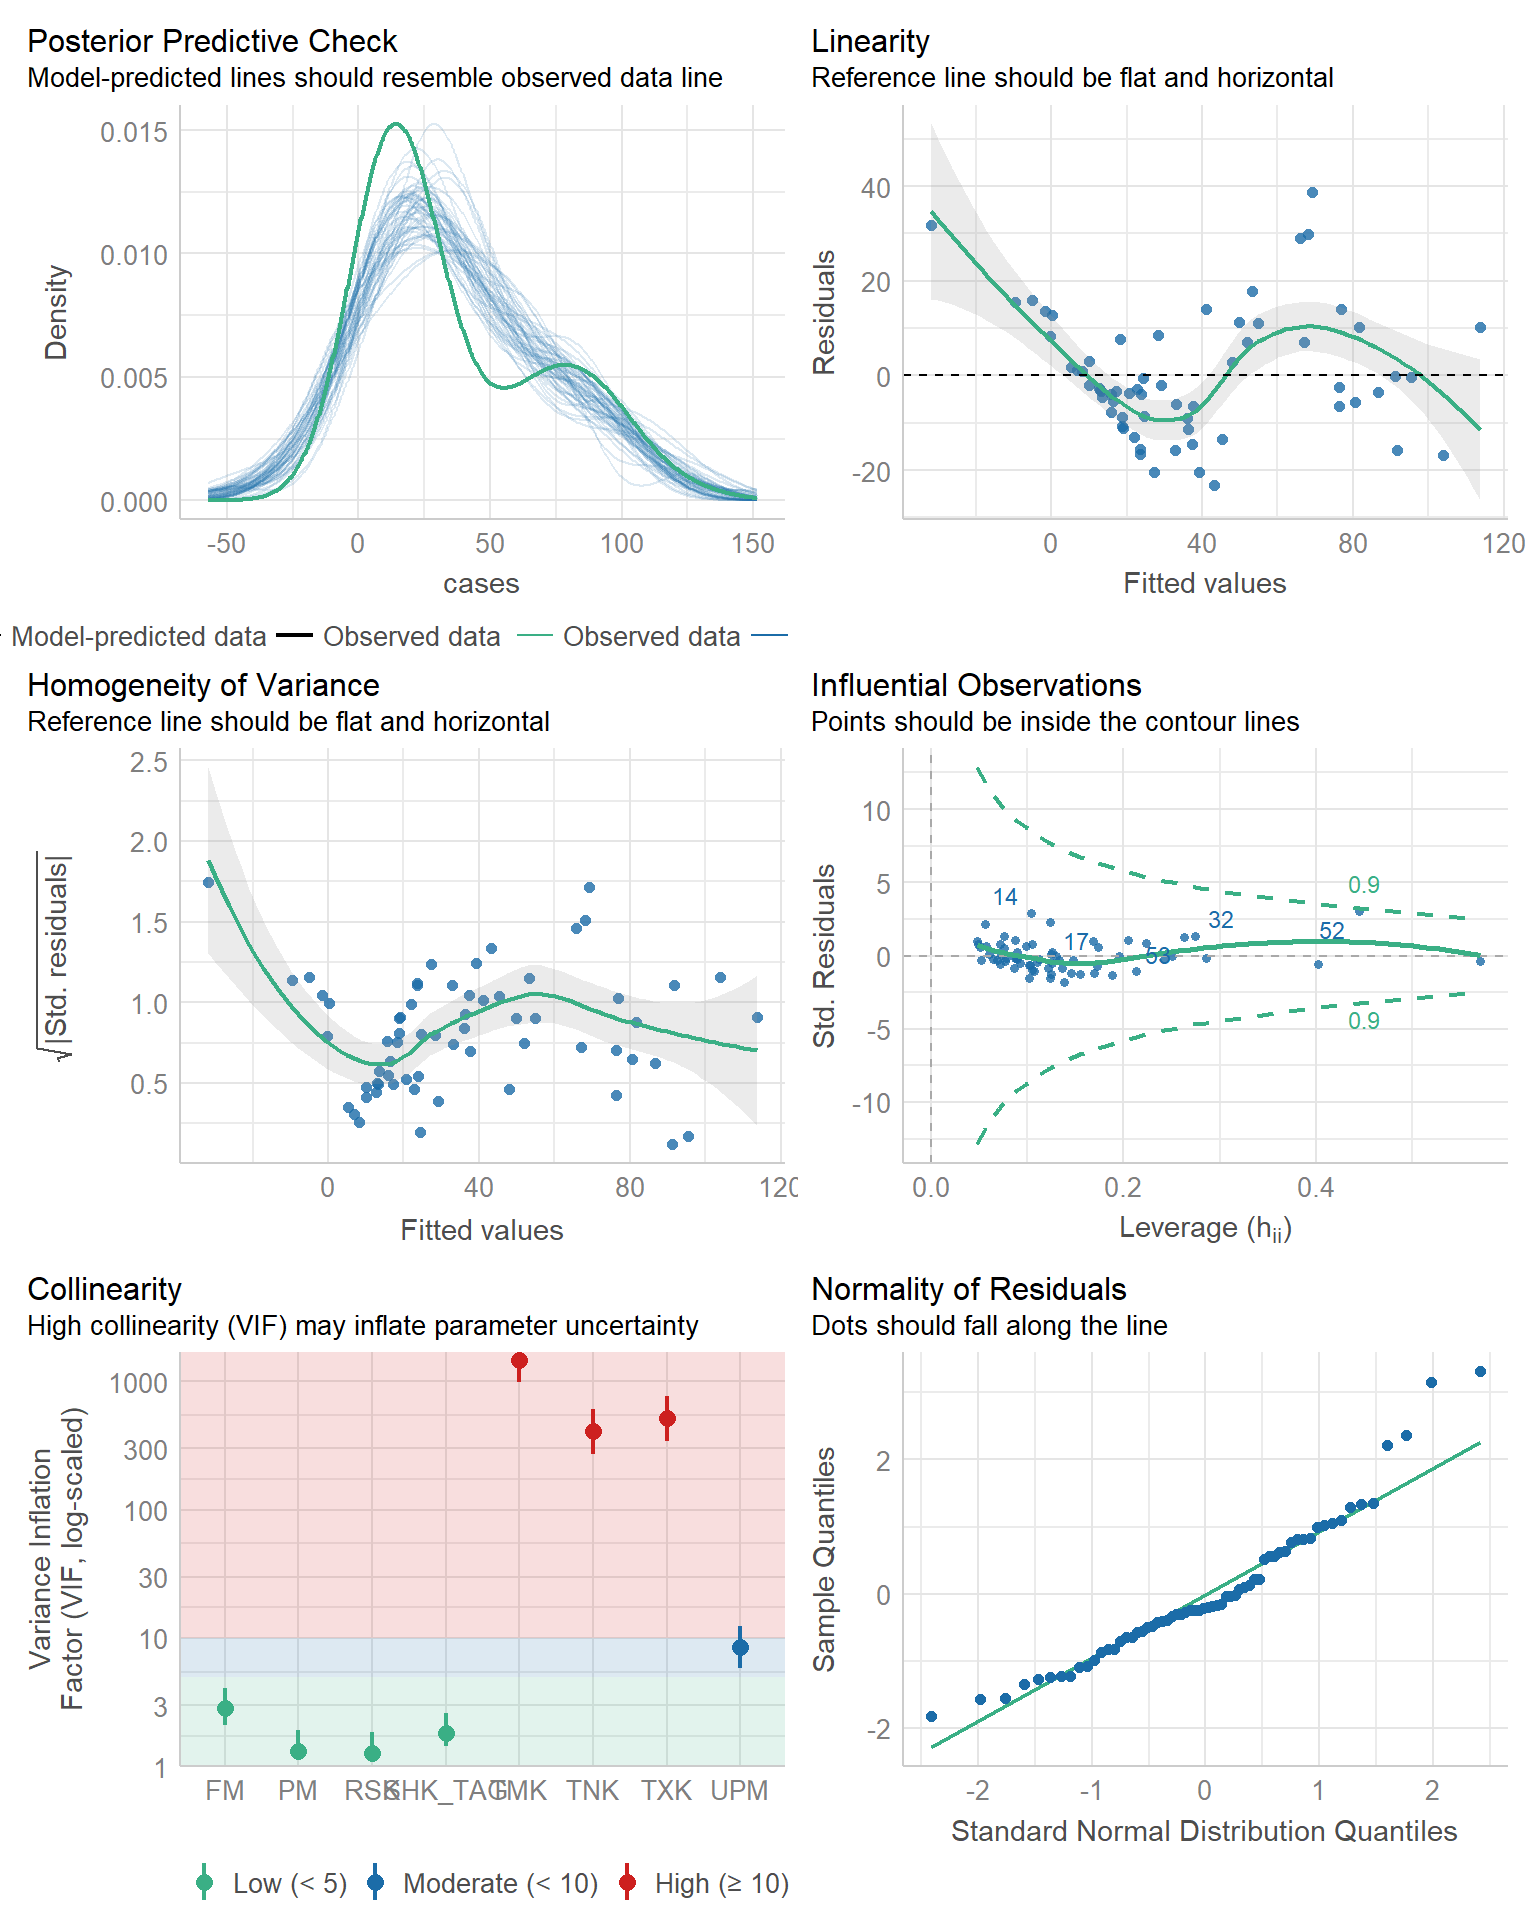 Posterior Predictive Check
Model-predicted lines should resemble observed data line
0.015
0.010
0.005
0.000
Density
-50 0 50 100 150
cases
Model-predicted data Observed data Observed data
Linearity
Reference line should be flat and horizontal
40
20
0
-20
Residuals
0 40 80 120
Fitted values
Homogeneity of Variance
Reference line should be flat and horizontal
2.5
2.0
1.5
1.0
0.5
√|Std. residuals|
0 40 80 120
Fitted values
Influential Observations
Points should be inside the contour lines
10
5
0
-5
-10
Std. Residuals
14
17
32
52
0.9
0.9
0.0 0.2 0.4
Leverage (hii)
Collinearity
High collinearity (VIF) may inflate parameter uncertainty
1000
300
100
30
10
3
1
Variance Inflation
Factor (VIF, log-scaled)
FM PM RSK SHK_TAG TMK TNK TXK UPM
Low (< 5) Moderate (< 10) High (≥ 10)
Normality of Residuals
Dots should fall along the line
2
0
-2
Sample Quantiles
-2 -1 0 1 2
Standard Normal Distribution Quantiles